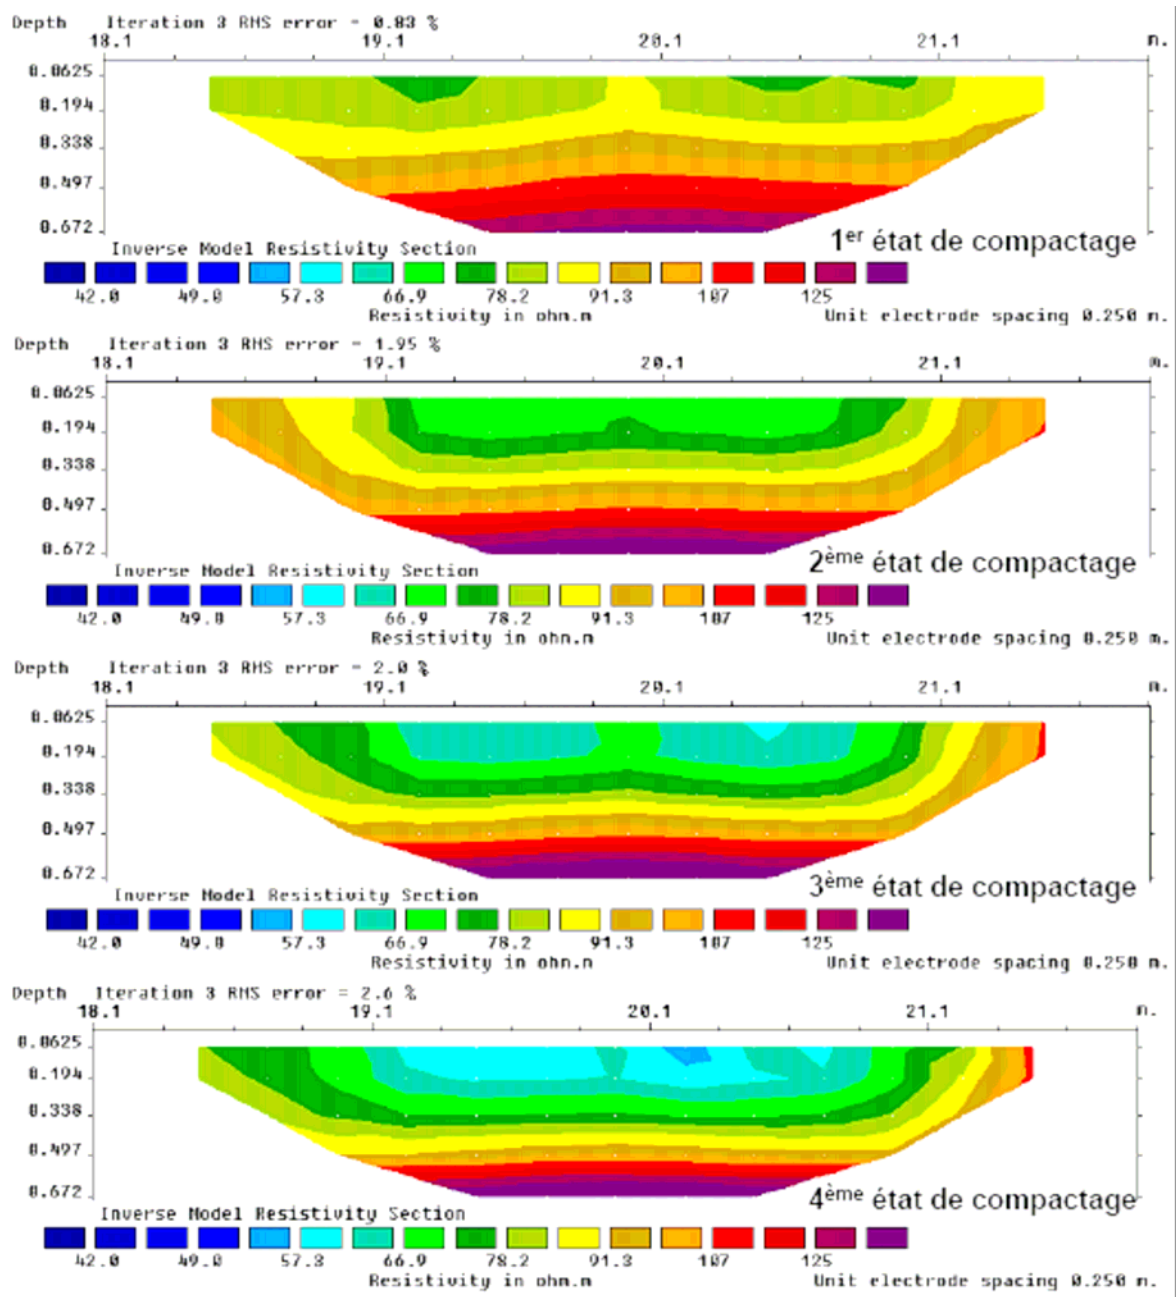 Depth Iteration 3 RMS error = 0.83 %
18.1 19.1 20.1 21.1 m.
0.0625
0.194
0.338
0.497
0.672
1er état de compactage
Inverse Model Resistivity Section
42.0 49.0 57.3 66.9 78.2 91.3 107 125
Resistivity in ohm.m Unit electrode spacing 0.250 m.
Depth Iteration 3 RMS error = 1.95 %
18.1 19.1 20.1 21.1 m.
0.0625
0.194
0.338
0.497
0.672
2ème état de compactage
Inverse Model Resistivity Section
42.0 49.0 57.3 66.9 78.2 91.3 107 125
Resistivity in ohm.m Unit electrode spacing 0.250 m.
Depth Iteration 3 RMS error = 2.0 %
18.1 19.1 20.1 21.1 m.
0.0625
0.194
0.338
0.497
0.672
3ème état de compactage
Inverse Model Resistivity Section
42.0 49.0 57.3 66.9 78.2 91.3 107 125
Resistivity in ohm.m Unit electrode spacing 0.250 m.
Depth Iteration 3 RMS error = 2.6 %
18.1 19.1 20.1 21.1 m.
0.0625
0.194
0.338
0.497
0.672
4ème état de compactage
Inverse Model Resistivity Section
42.0 49.0 57.3 66.9 78.2 91.3 107 125
Resistivity in ohm.m Unit electrode spacing 0.250 m.